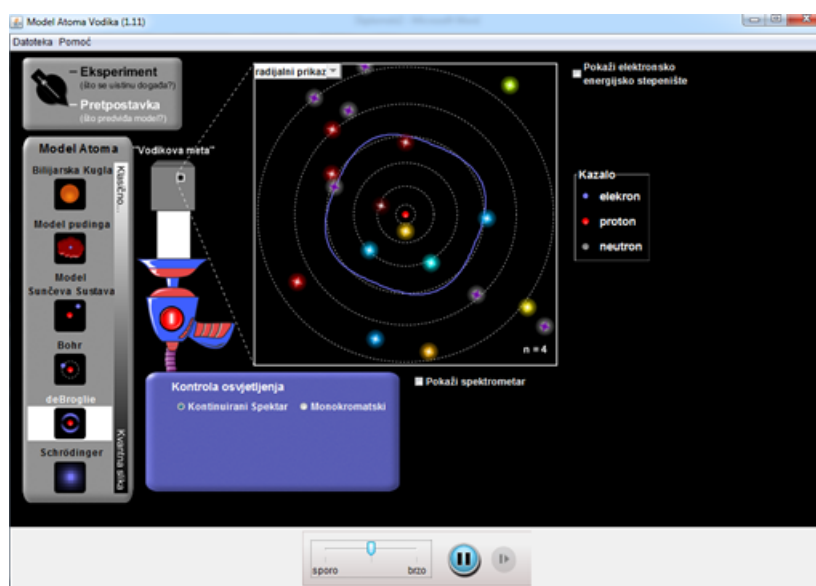 Model Atoma Vodika (1.11)
Datoteka Pomoć
Eksperiment
(što se uistinu događa?)
Pretpostavka
(što predviđa model?)
Model Atoma
Bilijarska Kugla
Model pudinga
Model
Sunčeva Sustava
Bohr
deBroglie
Schrödinger
Klasično...
Kvantna slika
"Vodikova meta"
radijalni prikaz
n = 4
Pokaži elektronsko
energijsko stepenište
Kazalo
elekron
proton
neutron
Kontrola osvjetljenja
Kontinuirani Spektar
Monokromatski
Pokaži spektrometar
sporo
brzo